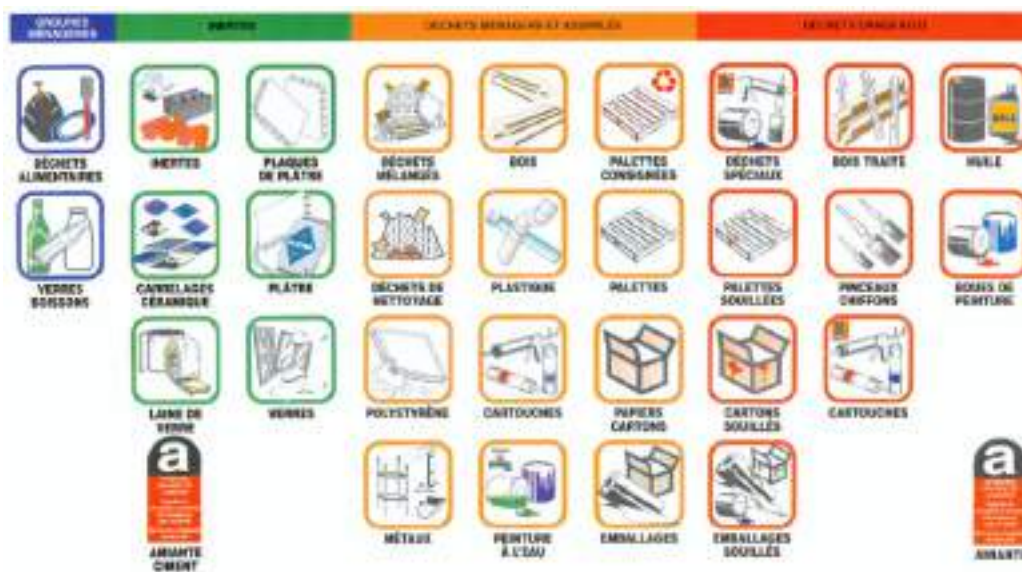 INERTES
DÉCHETS MÉNAGERS ET ASSIMILÉS
DÉCHETS DANGEREUX
DÉCHETS
ALIMENTAIRES
INERTES
PLAQUES
DE PLÂTRE
DÉCHETS
MÉLANGÉS
BOIS
PALETTES
CONSIGNÉES
DÉCHETS
SPÉCIAUX
BOIS TRAITÉ
HUILE
VERRES
BOISSONS
CARRELAGES
CÉRAMIQUE
PLÂTRE
DÉCHETS DE
NETTOYAGE
PLASTIQUE
PALETTES
PALETTES
SOUILLÉES
PINCEAUX
CHIFFONS
BOUES DE
PEINTURE
LAINE DE
VERRE
VERRES
POLYSTYRÈNE
CARTOUCHES
PAPIERS
CARTONS
CARTONS
SOUILLÉS
CARTOUCHES
a
AMIANTE
CIMENT
MÉTAUX
PEINTURE
À L'EAU
EMBALLAGES
EMBALLAGES
SOUILLÉS
a
AMIANTE